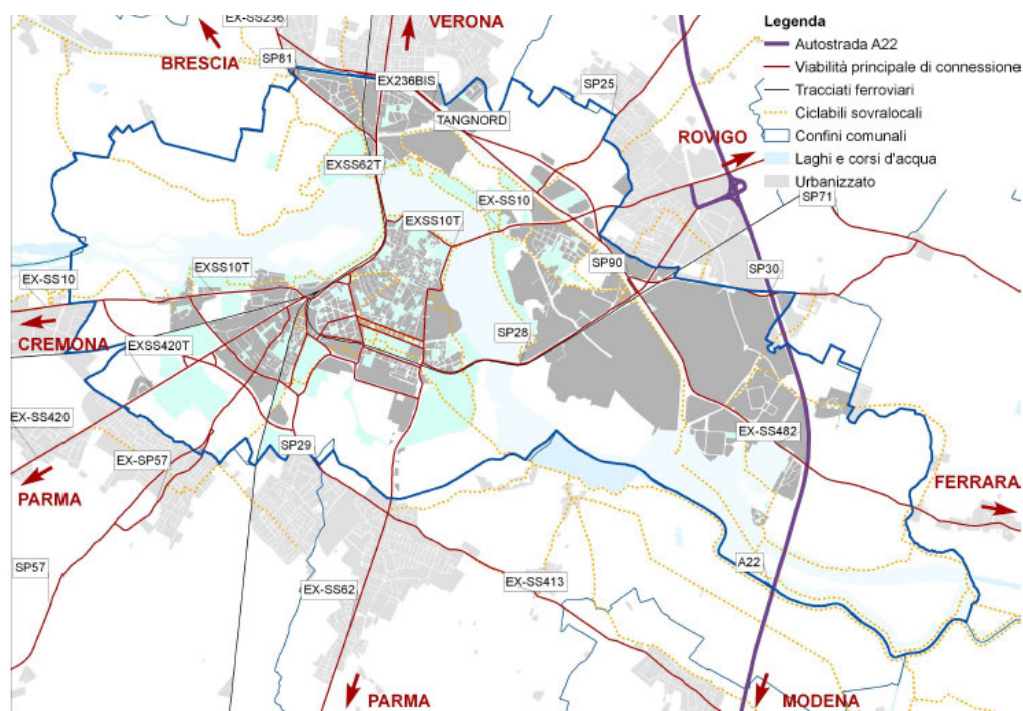 EX-SS236
VERONA
BRESCIA
SP81
EX236BIS
SP25
TANGNORD
ROVIGO
EXSS62T
EX-SS10
SP71
EXSS10T
EXSS10T
SP90
SP30
EX-SS10
CREMONA
SP28
EXSS420T
EX-SS420
EX-SS482
SP29
EX-SP57
PARMA
FERRARA
SP57
A22
EX-SS62
EX-SS413
PARMA
MODENA
Legenda
Autostrada A22
Viabilità principale di connessione
Tracciati ferroviari
Ciclabili sovralocali
Confini comunali
Laghi e corsi d'acqua
Urbanizzato